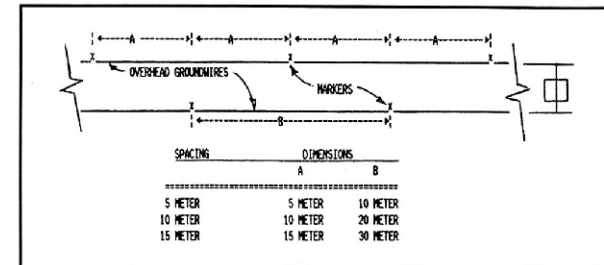 A A A A
X X X
OVERHEAD GROUNDWIRES
MARKERS
X X
B
SPACING DIMENSIONS
A B
5 METER 5 METER 10 METER
10 METER 10 METER 20 METER
15 METER 15 METER 30 METER